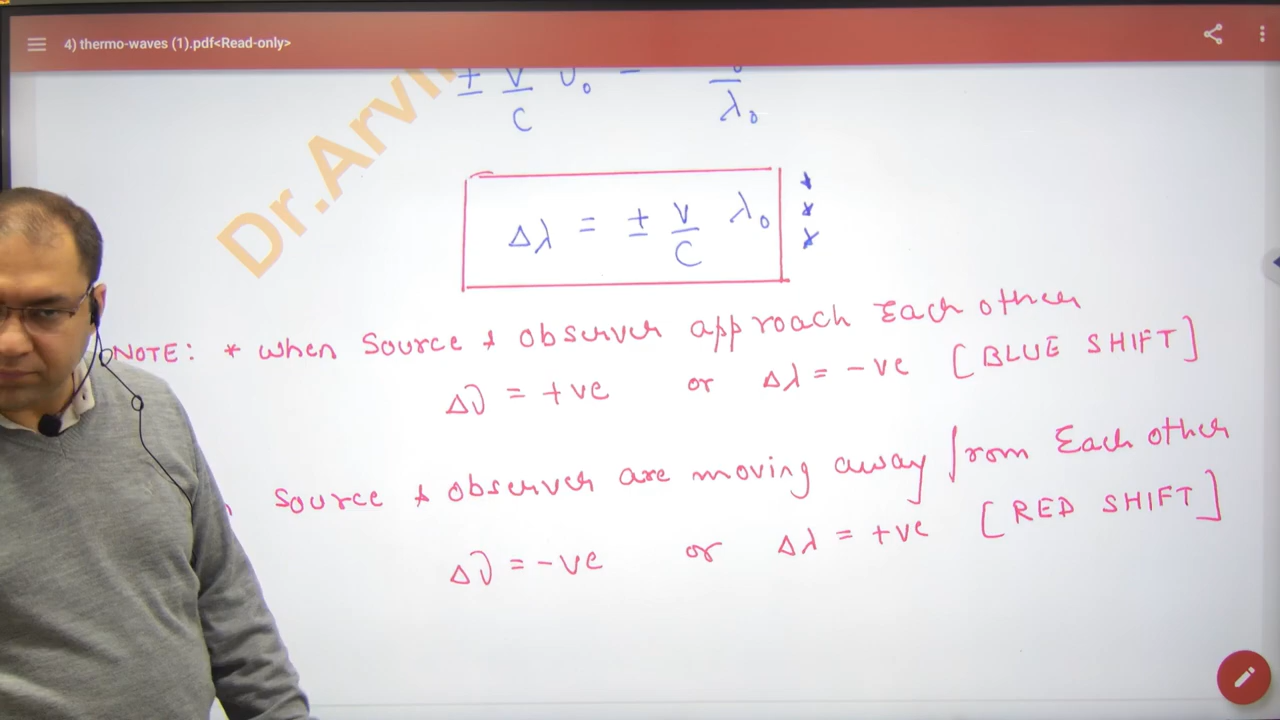 4) thermo-waves (1).pdf<Read-only>
Dr.Arvin
± V/C υ₀ –
λ₀
Δλ = ± V/C λ₀
NOTE: * when Source & observer approach Each other
Δν = +ve or Δλ = -ve [BLUE SHIFT]
Source & observer are moving away from Each other
Δν = -ve or Δλ = +ve [RED SHIFT]